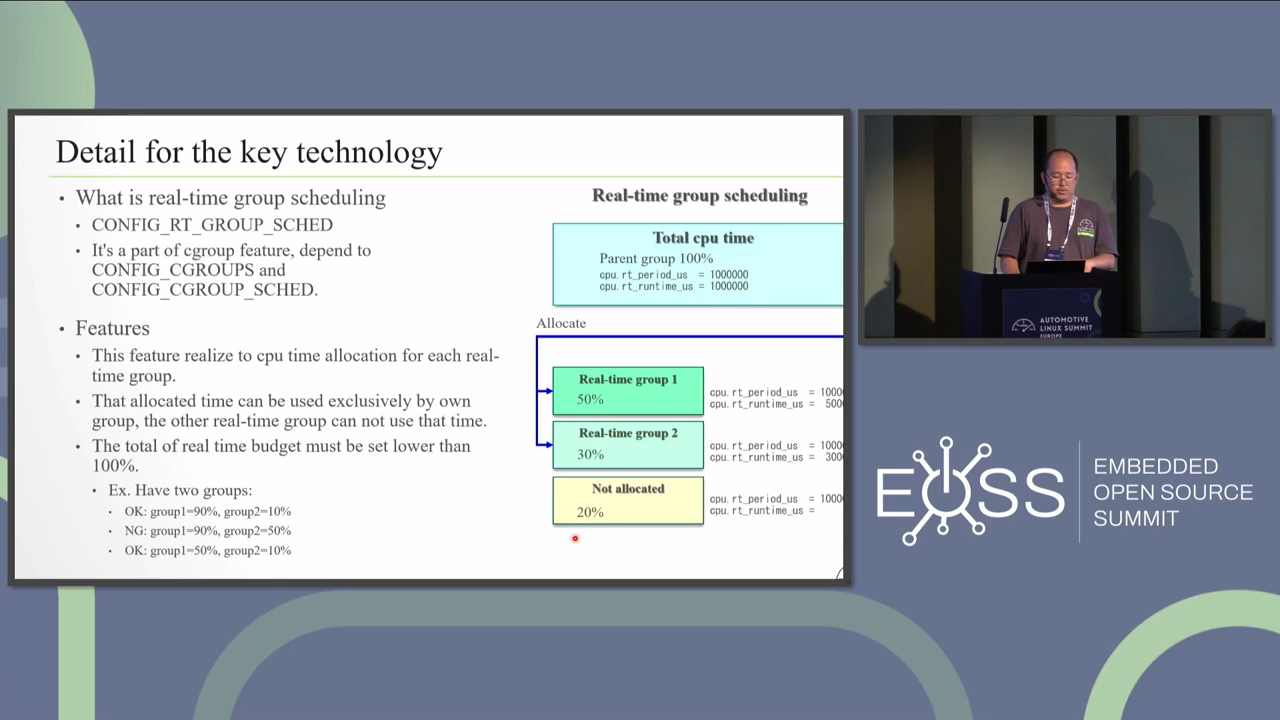 Detail for the key technology
• What is real-time group scheduling
• CONFIG_RT_GROUP_SCHED
• It's a part of cgroup feature, depend to
CONFIG_CGROUPS and
CONFIG_CGROUP_SCHED.
• Features
• This feature realize to cpu time allocation for each real-
time group.
• That allocated time can be used exclusively by own
group, the other real-time group can not use that time.
• The total of real time budget must be set lower than
100%.
• Ex. Have two groups:
• OK: group1=90%, group2=10%
• NG: group1=90%, group2=50%
• OK: group1=50%, group2=10%
Real-time group scheduling
Total cpu time
Parent group 100%
cpu.rt_period_us = 1000000
cpu.rt_runtime_us = 1000000
Allocate
Real-time group 1
50%
cpu.rt_period_us = 1000
cpu.rt_runtime_us = 500
Real-time group 2
30%
cpu.rt_period_us = 1000
cpu.rt_runtime_us = 300
Not allocated
20%
cpu.rt_period_us = 1000
cpu.rt_runtime_us =
AUTOMOTIVE
LINUX SUMMIT
EUROPE
EOSS
EMBEDDED
OPEN SOURCE
SUMMIT